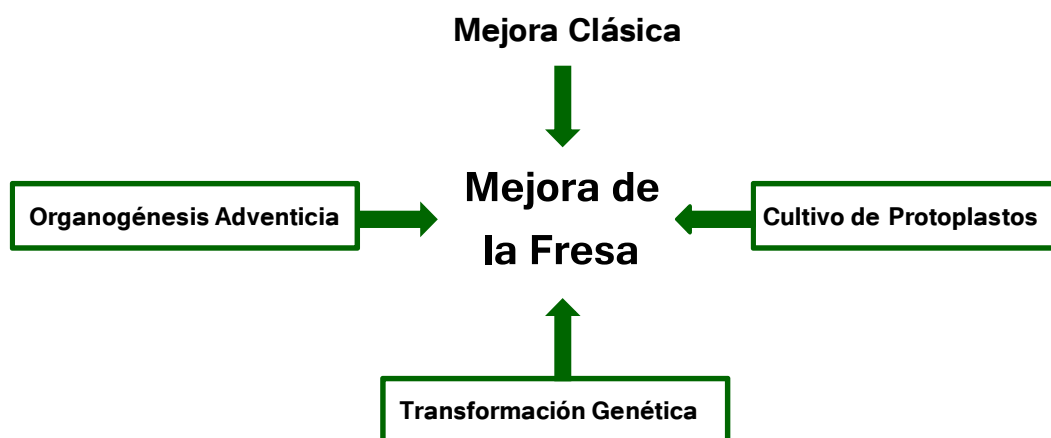 Mejora Clásica
Organogénesis Adventicia
Mejora de
la Fresa
Cultivo de Protoplastos
Transformación Genética